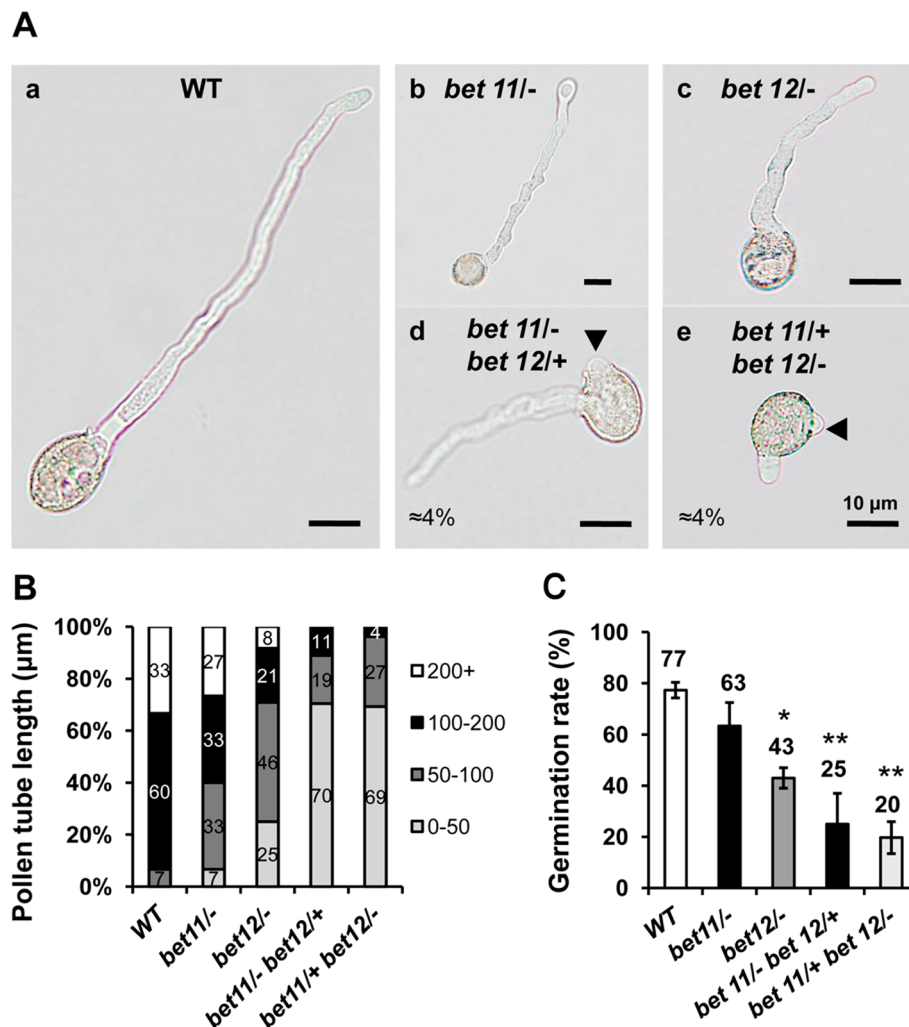 A
a WT
b bet 11/-
c bet 12/-
d bet 11/-
bet 12/+
≈4%
e bet 11/+
bet 12/-
10 µm
≈4%
B
Pollen tube length (µm)
100%
80%
60%
40%
20%
0%
33
60
7
27
33
33
7
8
21
46
25
11
19
70
4
27
69
WT
bet11/-
bet12/-
bet11/- bet12/+
bet11/+ bet12/-
200+
100-200
50-100
0-50
C
Germination rate (%)
100
80
60
40
20
0
77
63
*
43
**
25
**
20
WT
bet11/-
bet12/-
bet 11/- bet 12/+
bet 11/+ bet 12/-